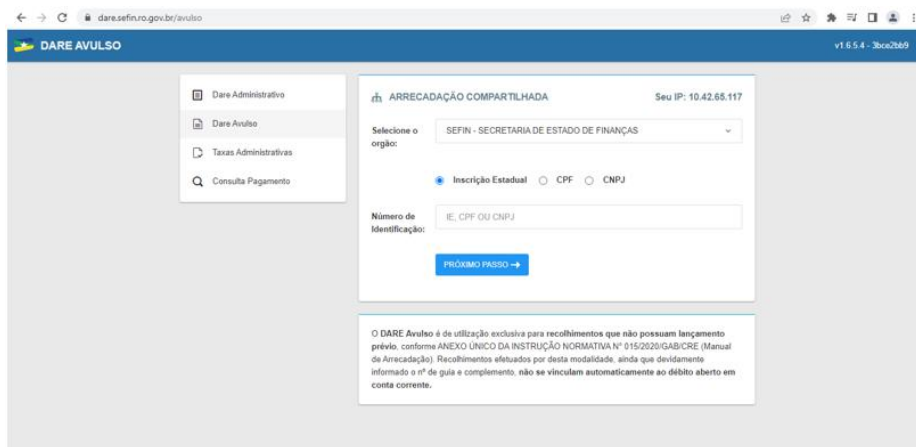 dare.sefin.ro.gov.br/avulso
DARE AVULSO
v1.6.5.4 - 3bce2bb9
Dare Administrativo
Dare Avulso
Taxas Administrativas
Consulta Pagamento
ARRECADAÇÃO COMPARTILHADA
Seu IP: 10.42.65.117
Selecione o
orgão:
SEFIN - SECRETARIA DE ESTADO DE FINANÇAS
Inscrição Estadual
CPF
CNPJ
Número de
Identificação:
IE, CPF OU CNPJ
PRÓXIMO PASSO
O DARE Avulso é de utilização exclusiva para recolhimentos que não possuam lançamento
prévio, conforme ANEXO ÚNICO DA INSTRUÇÃO NORMATIVA N° 015/2020/GAB/CRE (Manual
de Arrecadação). Recolhimentos efetuados por desta modalidade, ainda que devidamente
informado o nº de guia e complemento, não se vinculam automaticamente ao débito aberto em
conta corrente.